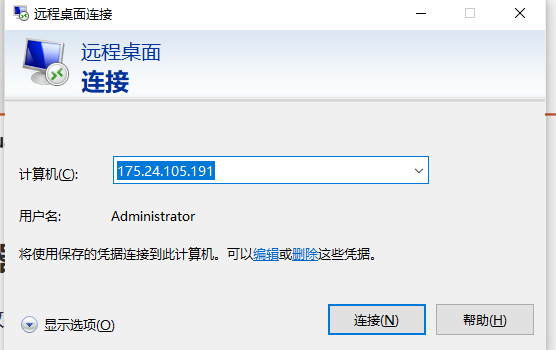 远程桌面连接
远程桌面
连接
计算机(C):
175.24.105.191
用户名:
Administrator
将使用保存的凭据连接到此计算机。可以编辑或删除这些凭据。
显示选项(O)
连接(N)
帮助(H)